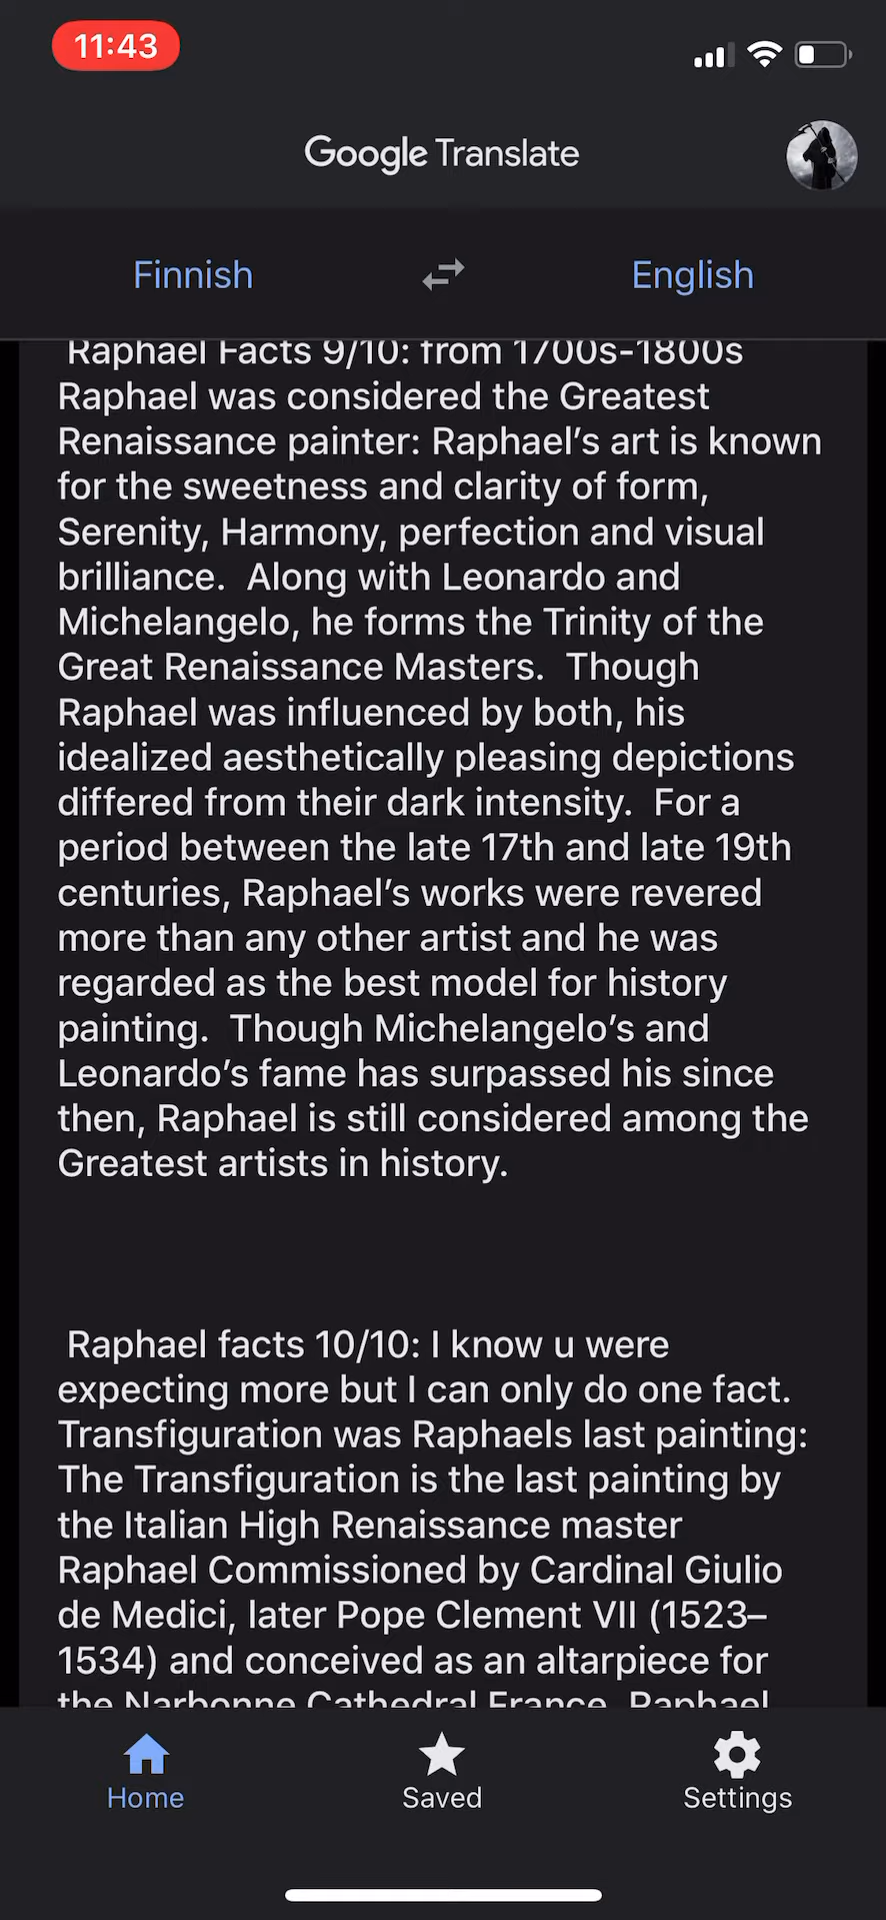 11:43
Google Translate
Finnish English
Raphael Facts 9/10: from 1700s-1800s
Raphael was considered the Greatest
Renaissance painter: Raphael's art is known
for the sweetness and clarity of form,
Serenity, Harmony, perfection and visual
brilliance.  Along with Leonardo and
Michelangelo, he forms the Trinity of the
Great Renaissance Masters.  Though
Raphael was influenced by both, his
idealized aesthetically pleasing depictions
differed from their dark intensity.  For a
period between the late 17th and late 19th
centuries, Raphael's works were revered
more than any other artist and he was
regarded as the best model for history
painting.  Though Michelangelo's and
Leonardo's fame has surpassed his since
then, Raphael is still considered among the
Greatest artists in history.
Raphael facts 10/10: I know u were
expecting more but I can only do one fact.
Transfiguration was Raphaels last painting:
The Transfiguration is the last painting by
the Italian High Renaissance master
Raphael Commissioned by Cardinal Giulio
de Medici, later Pope Clement VII (1523–
1534) and conceived as an altarpiece for
the Narbonne Cathedral France, Raphael
Home Saved Settings